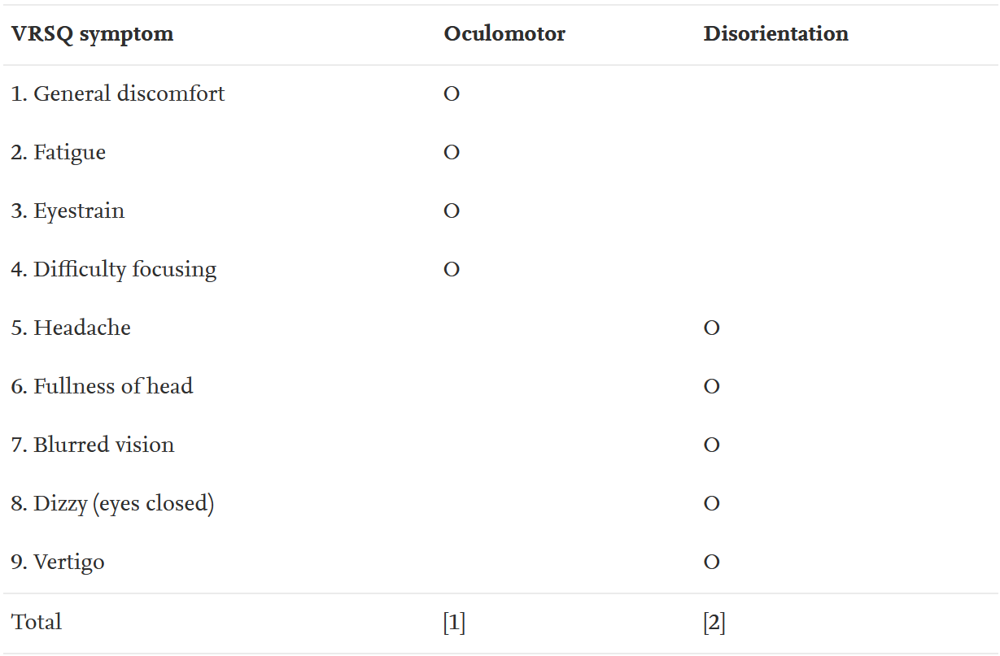 VRSQ symptom Oculomotor Disorientation
1. General discomfort O
2. Fatigue O
3. Eyestrain O
4. Difficulty focusing O
5. Headache O
6. Fullness of head O
7. Blurred vision O
8. Dizzy (eyes closed) O
9. Vertigo O
Total [1] [2]